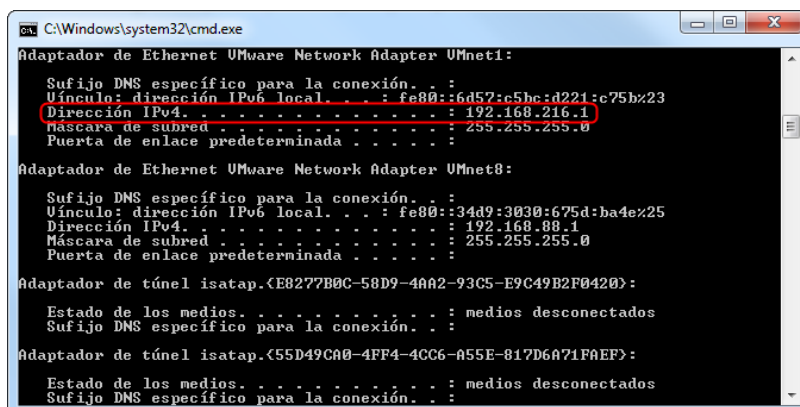 C:\Windows\system32\cmd.exe
Adaptador de Ethernet VMware Network Adapter VMnet1:
Sufijo DNS específico para la conexión. . :
Vínculo: dirección IPv6 local. . . : fe80::6d57:c5bc:d221:c75b%23
Dirección IPv4. . . . . . . . . . . . . . : 192.168.216.1
Máscara de subred . . . . . . . . . . . . : 255.255.255.0
Puerta de enlace predeterminada . . . . . :
Adaptador de Ethernet VMware Network Adapter VMnet8:
Sufijo DNS específico para la conexión. . :
Vínculo: dirección IPv6 local. . . : fe80::34d9:3030:675d:ba4e%25
Dirección IPv4. . . . . . . . . . . . . . : 192.168.88.1
Máscara de subred . . . . . . . . . . . . : 255.255.255.0
Puerta de enlace predeterminada . . . . . :
Adaptador de túnel isatap.{E8277B0C-58D9-4AA2-93C5-E9C49B2F0420}:
Estado de los medios. . . . . . . . . . . : medios desconectados
Sufijo DNS específico para la conexión. . :
Adaptador de túnel isatap.{55D49CA0-4FF4-4CC6-A55E-817D6A71FAEF}:
Estado de los medios. . . . . . . . . . . : medios desconectados
Sufijo DNS específico para la conexión. . :